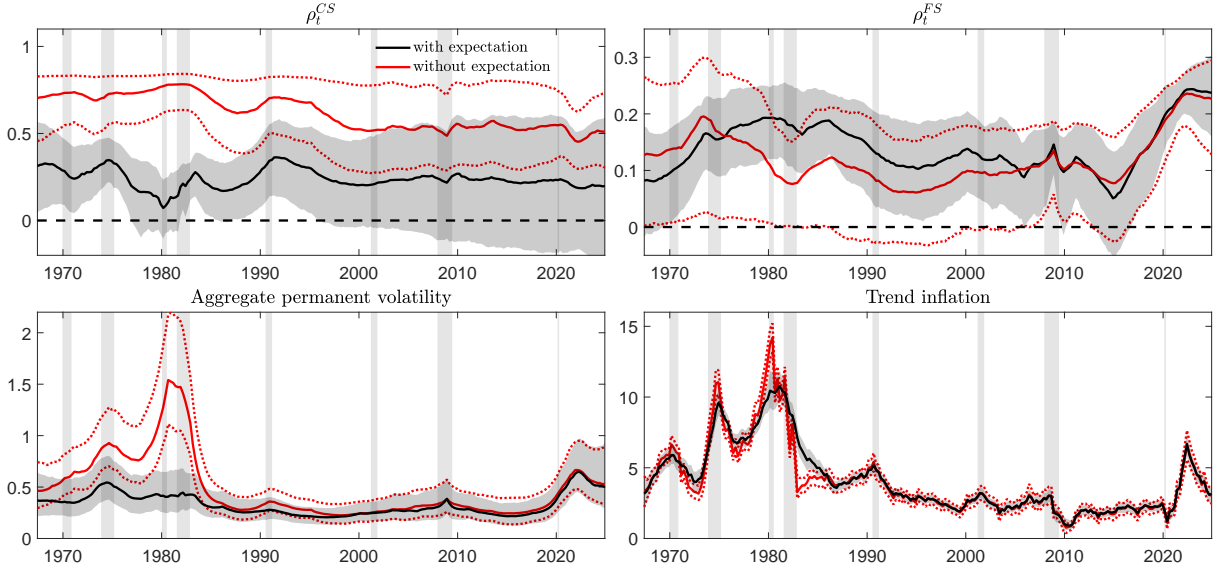 ρ_t^{CS}
1
0.5
0
with expectation
without expectation
1970 1980 1990 2000 2010 2020
ρ_t^{FS}
0.3
0.2
0.1
0
1970 1980 1990 2000 2010 2020
Aggregate permanent volatility
2
1.5
1
0.5
0
1970 1980 1990 2000 2010 2020
Trend inflation
15
10
5
0
1970 1980 1990 2000 2010 2020